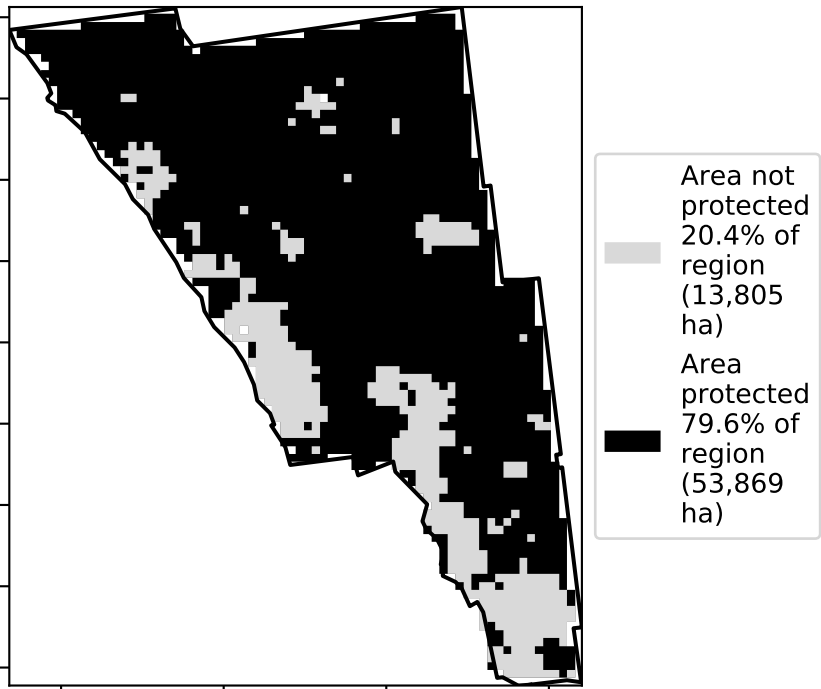 Area not
protected
20.4% of
region
(13,805
ha)
Area
protected
79.6% of
region
(53,869
ha)